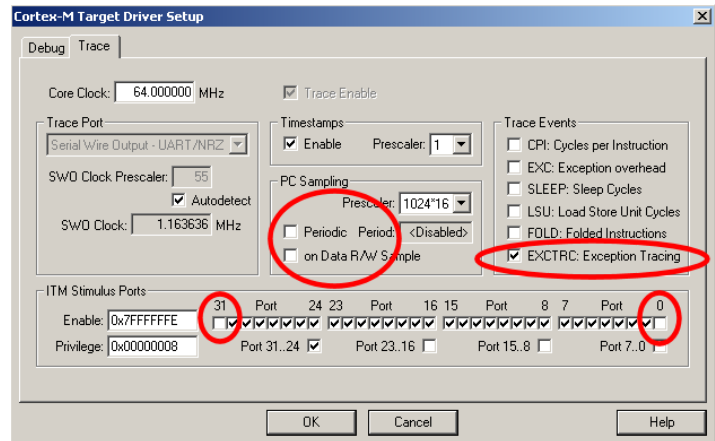 Cortex-M Target Driver Setup
Debug Trace
Core Clock: 64.000000 MHz Trace Enable
Trace Port
Serial Wire Output - UART/NRZ
SWO Clock Prescaler: 55
Autodetect
SWO Clock: 1.163636 MHz
Timestamps
Enable Prescaler: 1
PC Sampling
Prescaler: 1024*16
Periodic Period: <Disabled>
on Data R/W Sample
Trace Events
CPI: Cycles per Instruction
EXC: Exception overhead
SLEEP: Sleep Cycles
LSU: Load Store Unit Cycles
FOLD: Folded Instructions
EXCTRC: Exception Tracing
ITM Stimulus Ports
31 Port 24 23 Port 16 15 Port 8 7 Port 0
Enable: 0x7FFFFFFE
Privilege: 0x00000008 Port 31..24 Port 23..16 Port 15..8 Port 7..0
OK Cancel Help